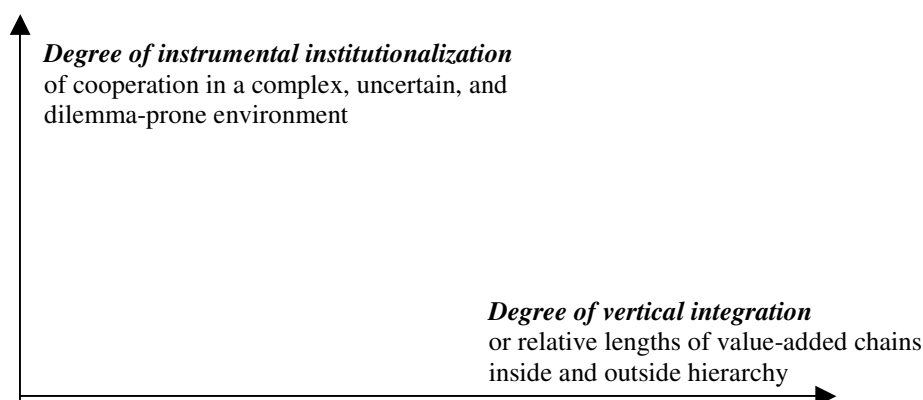 Degree of instrumental institutionalization
of cooperation in a complex, uncertain, and
dilemma-prone environment
Degree of vertical integration
or relative lengths of value-added chains
inside and outside hierarchy